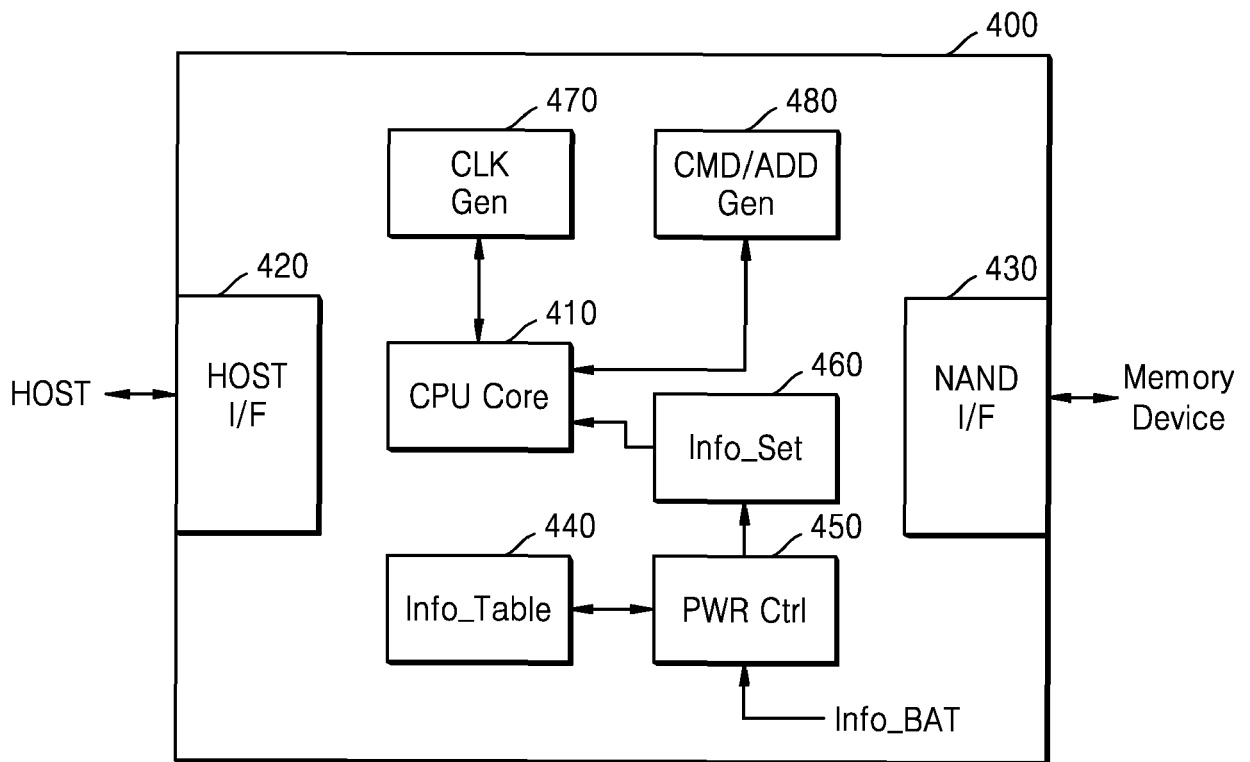 400
470
480
CLK
Gen
CMD/ADD
Gen
420
410
430
HOST
HOST
I/F
CPU Core
460
Info_Set
NAND
I/F
Memory
Device
440
450
Info_Table
PWR Ctrl
Info_BAT